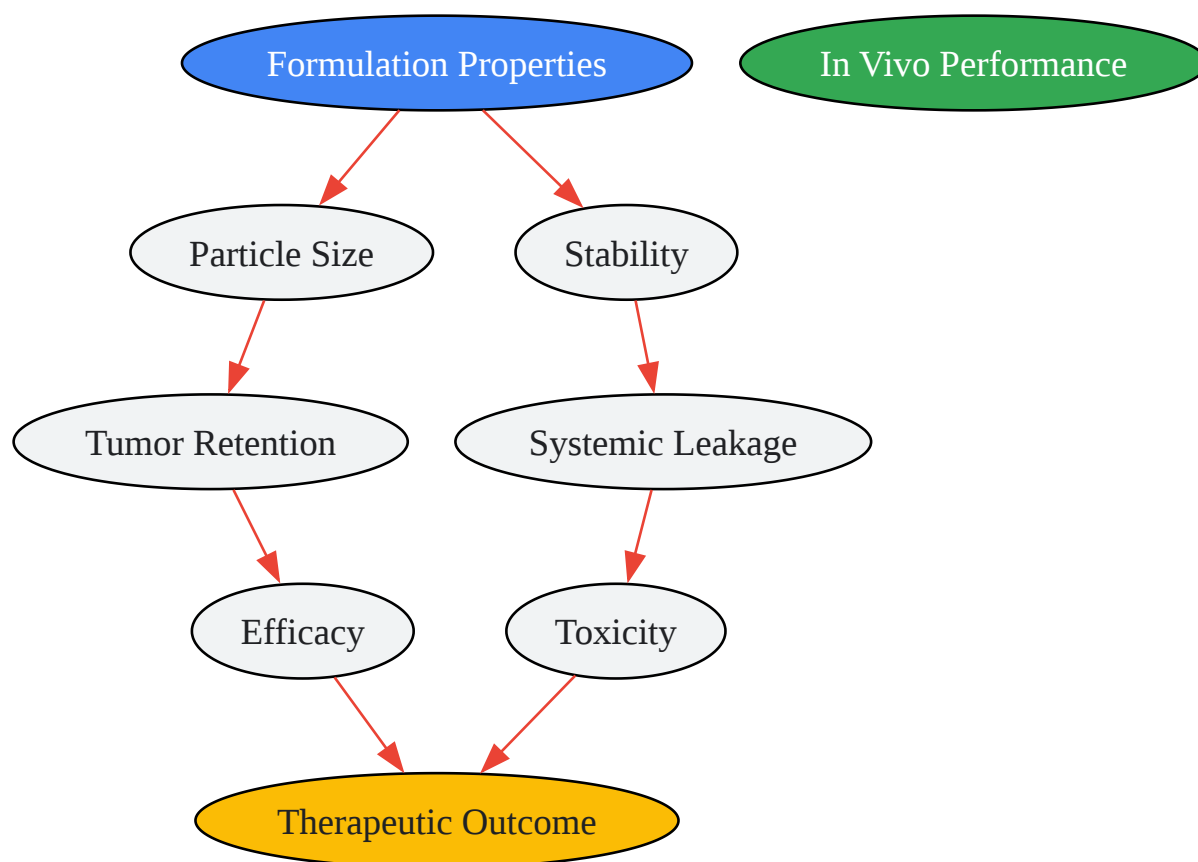 Formulation Properties
In Vivo Performance
Particle Size
Stability
Tumor Retention
Systemic Leakage
Efficacy
Toxicity
Therapeutic Outcome